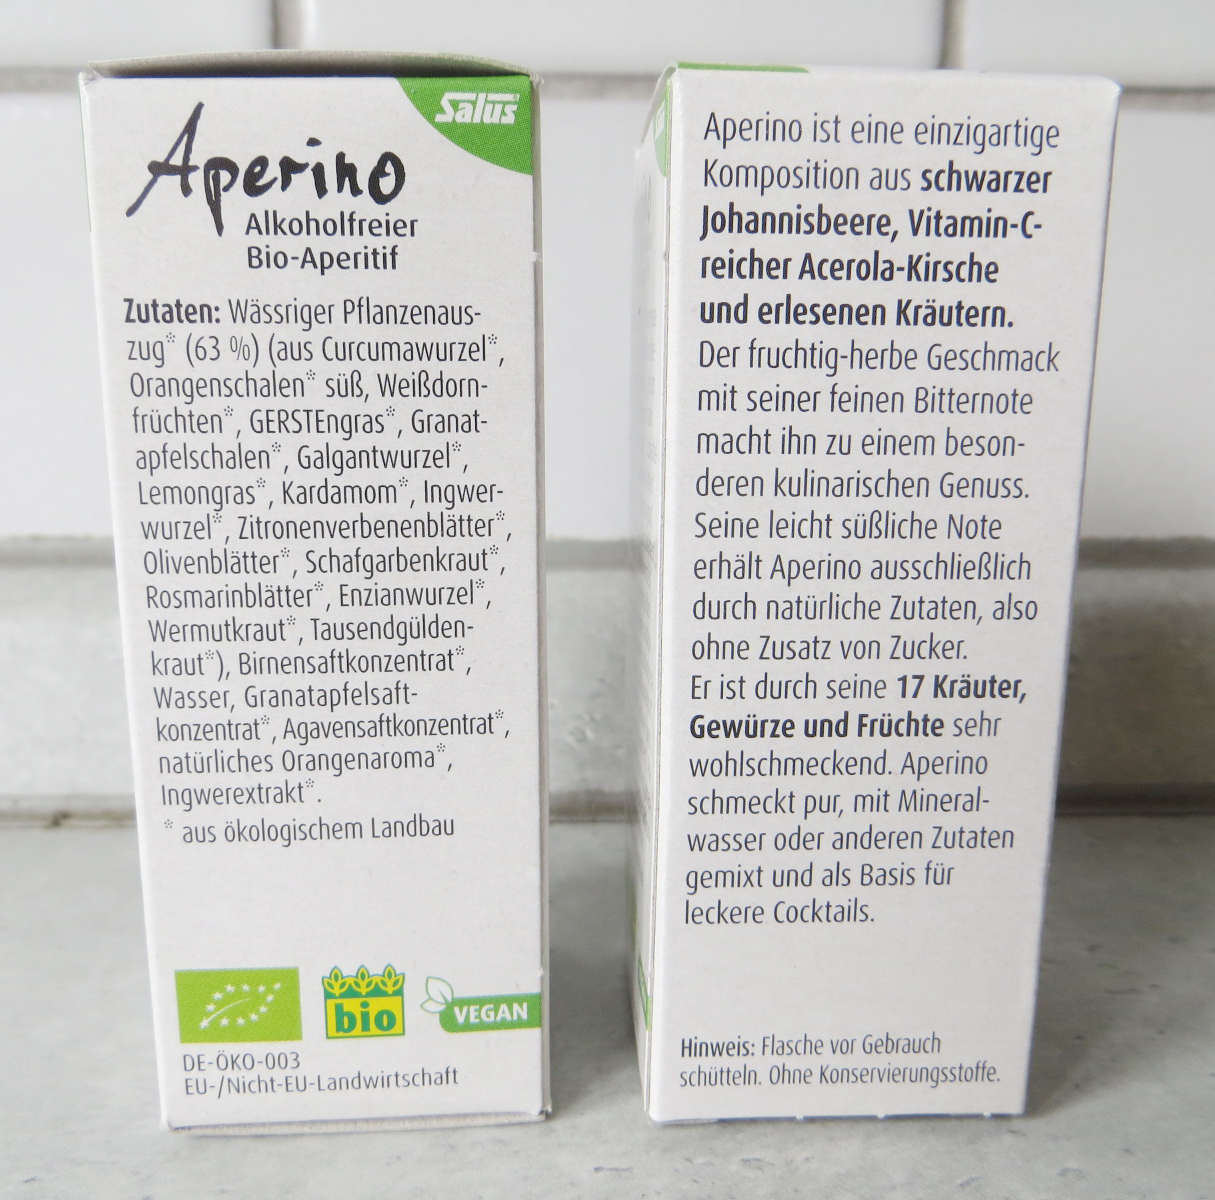 Salus®
Aperino
Alkoholfreier
Bio-Aperitif
Zutaten: Wässriger Pflanzenaus-
zug* (63 %) (aus Curcumawurzel*,
Orangenschalen* süß, Weißdorn-
früchten*, GERSTEngras*, Granat-
apfelschalen*, Galgantwurzel*,
Lemongras*, Kardamom*, Ingwer-
wurzel*, Zitronenverbenenblätter*,
Olivenblätter*, Schafgarbenkraut*,
Rosmarinblätter*, Enzianwurzel*,
Wermutkraut*, Tausendgülden-
kraut*), Birnensaftkonzentrat*,
Wasser, Granatapfelsaft-
konzentrat*, Agavensaftkonzentrat*,
natürliches Orangenaroma*,
Ingwerextrakt*.
* aus ökologischem Landbau
bio
VEGAN
DE-ÖKO-003
EU-/Nicht-EU-Landwirtschaft
Aperino ist eine einzigartige
Komposition aus schwarzer
Johannisbeere, Vitamin-C-
reicher Acerola-Kirsche
und erlesenen Kräutern.
Der fruchtig-herbe Geschmack
mit seiner feinen Bitternote
macht ihn zu einem beson-
deren kulinarischen Genuss.
Seine leicht süßliche Note
erhält Aperino ausschließlich
durch natürliche Zutaten, also
ohne Zusatz von Zucker.
Er ist durch seine 17 Kräuter,
Gewürze und Früchte sehr
wohlschmeckend. Aperino
schmeckt pur, mit Mineral-
wasser oder anderen Zutaten
gemixt und als Basis für
leckere Cocktails.
Hinweis: Flasche vor Gebrauch
schütteln. Ohne Konservierungsstoffe.